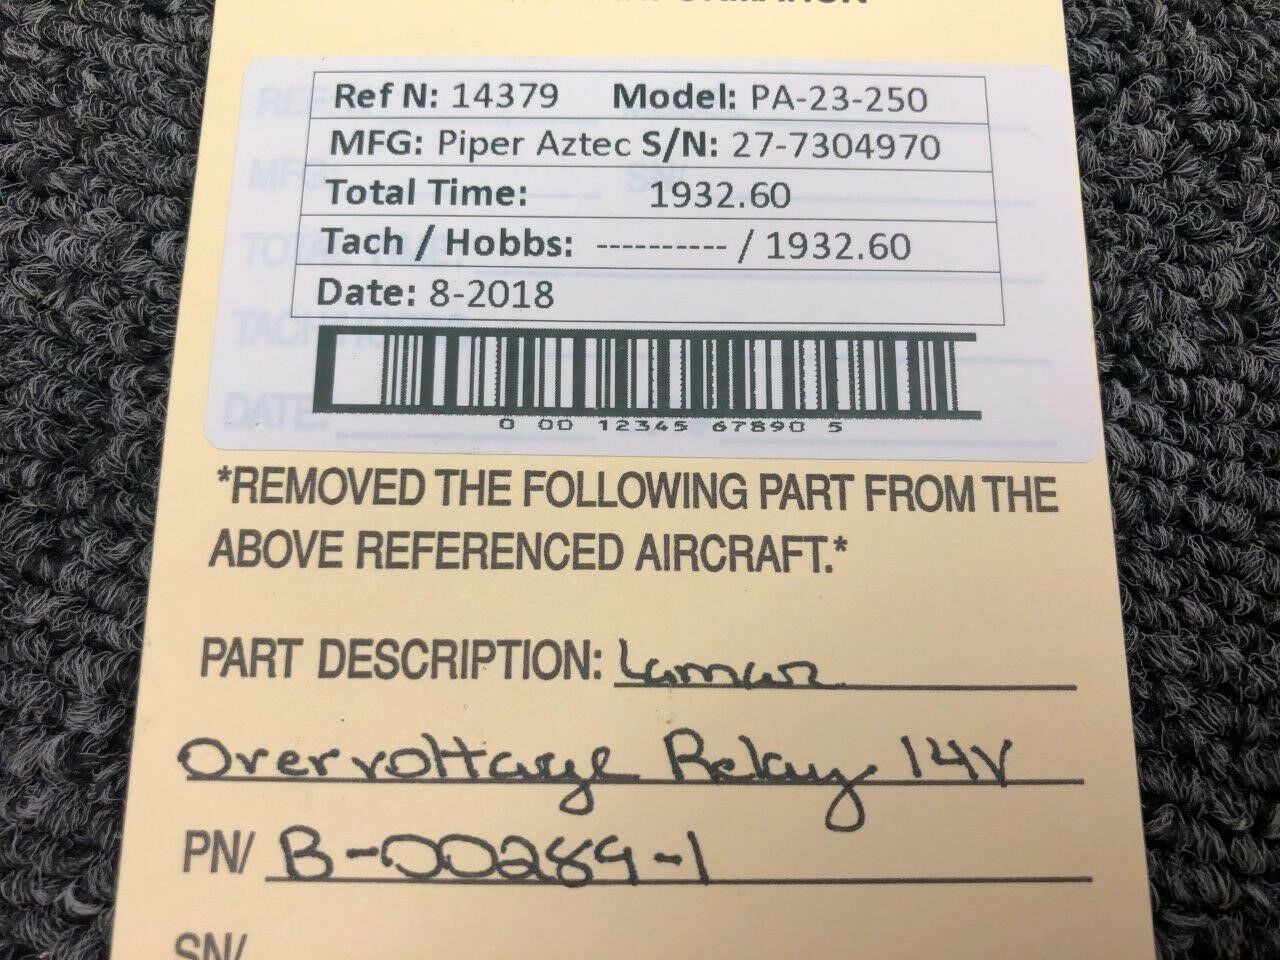 Ref N: 14379 Model: PA-23-250
MFG: Piper Aztec S/N: 27-7304970
Total Time: 1932.60
Tach / Hobbs: ---------- / 1932.60
Date: 8-2018
0 00 12345 67890 5
*REMOVED THE FOLLOWING PART FROM THE
ABOVE REFERENCED AIRCRAFT.*
PART DESCRIPTION: Lamar
Overvoltage Relay 14V
PN/ B-00289-1
SN/